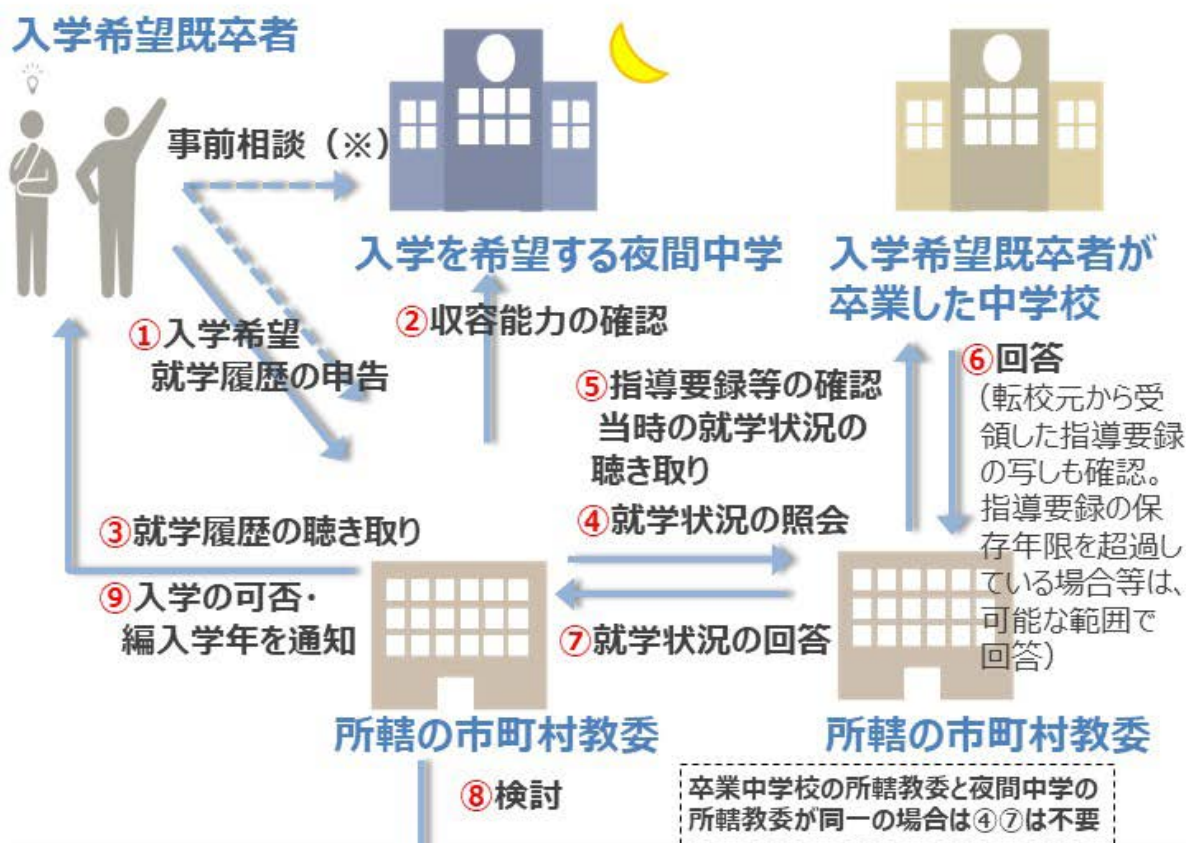 入学希望既卒者
事前相談（※）
入学を希望する夜間中学
入学希望既卒者が
卒業した中学校
①入学希望
就学履歴の申告
②収容能力の確認
⑤指導要録等の確認
当時の就学状況の
聴き取り
⑥回答
（転校元から受
領した指導要録
の写しも確認。
指導要録の保
存年限を超過し
ている場合等は、
可能な範囲で
回答）
③就学履歴の聴き取り
④就学状況の照会
⑨入学の可否・
編入学年を通知
⑦就学状況の回答
所轄の市町村教委
所轄の市町村教委
⑧検討
卒業中学校の所轄教委と夜間中学の
所轄教委が同一の場合は④⑦は不要